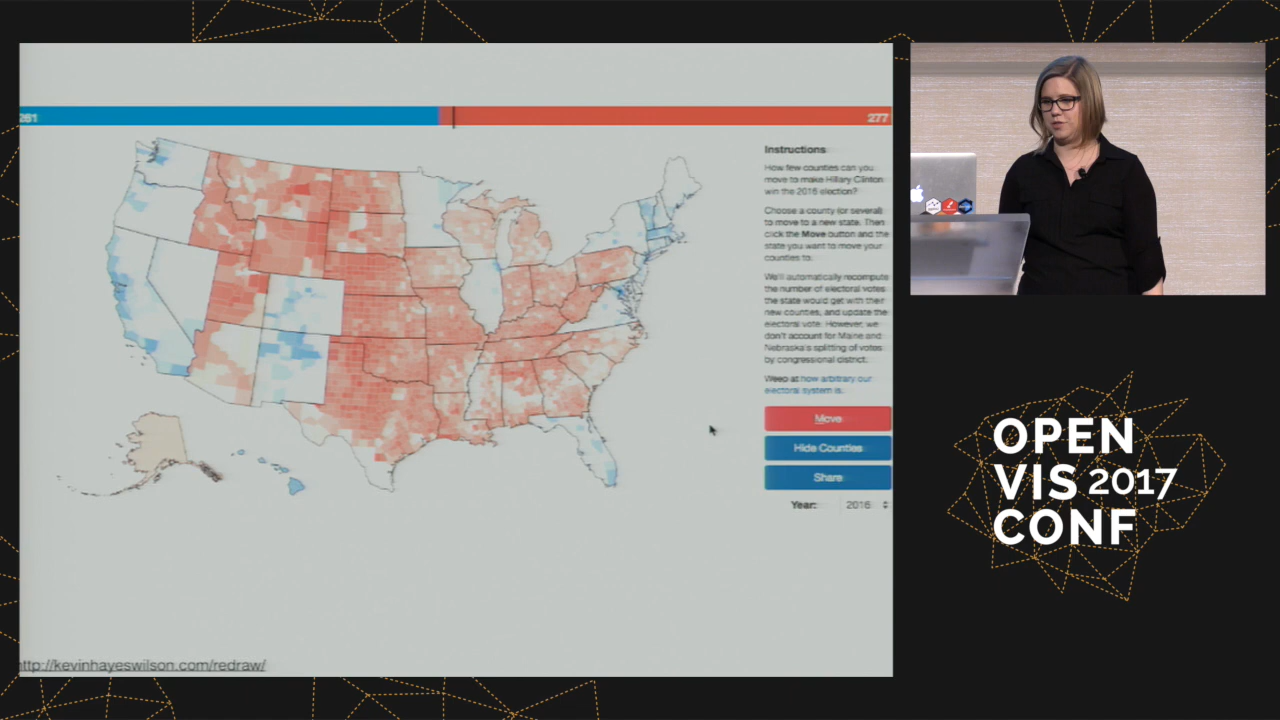 261
277
Instructions
How few counties can you
move to make Hillary Clinton
win the 2016 election?
Choose a county (or several)
to move to a new state. Then
click the Move button and the
state you want to move your
counties to.
We'll automatically recompute
the number of electoral votes
the state would get with their
new counties, and update the
electoral vote. However, we
don't account for Maine and
Nebraska's splitting of votes
by congressional district.
Weep at how arbitrary our
electoral system is.
Move
Hide Counties
Share
Year: 2016
ttp://kevinhayeswilson.com/redraw/
OPEN
VIS 2017
CONF